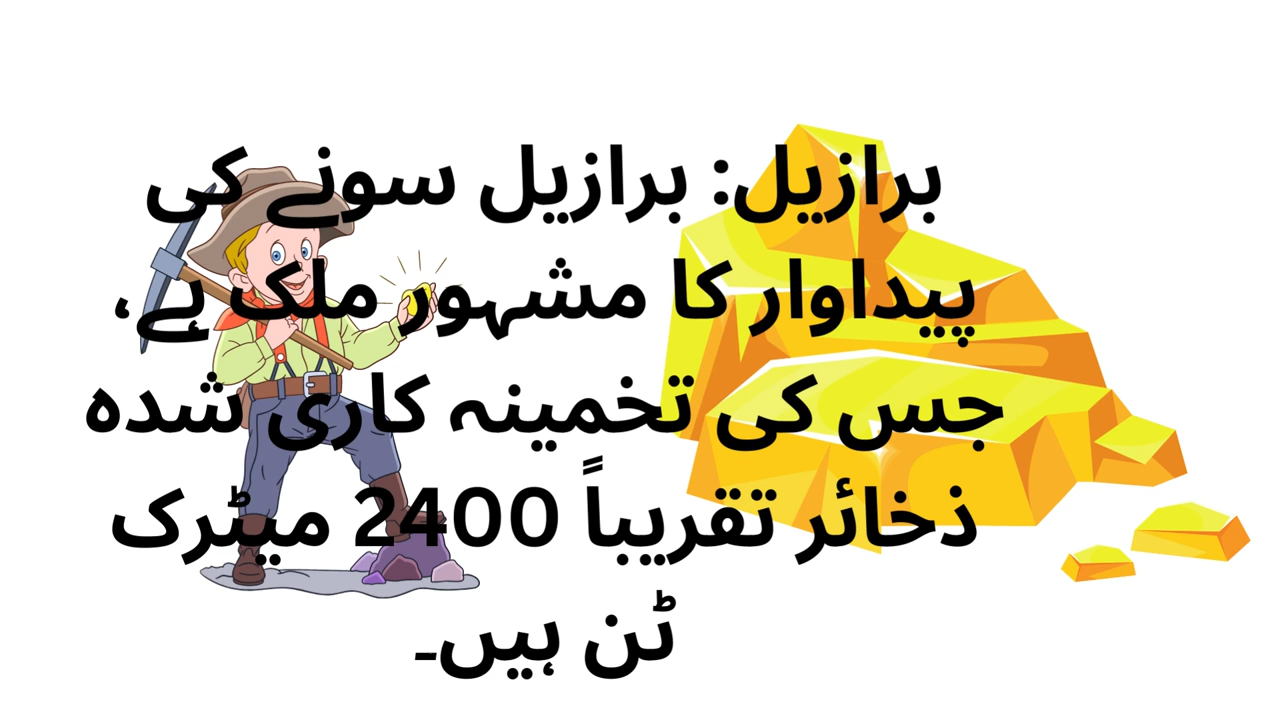 برازیل: برازیل سونے کی
پیداوار کا مشہور ملک ہے،
جس کی تخمینہ کاری شدہ
ذخائر تقریباً 2400 میٹرک
ٹن ہیں۔